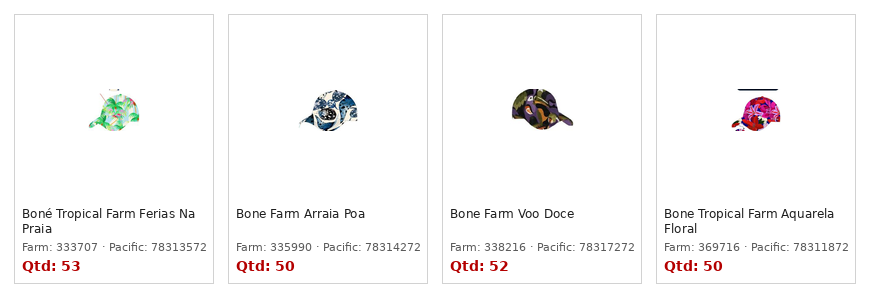 Boné Tropical Farm Ferias Na
Praia
Farm: 333707 · Pacific: 78313572
Qtd: 53
Bone Farm Arraia Poa
Farm: 335990 · Pacific: 78314272
Qtd: 50
Bone Farm Voo Doce
Farm: 338216 · Pacific: 78317272
Qtd: 52
Bone Tropical Farm Aquarela
Floral
Farm: 369716 · Pacific: 78311872
Qtd: 50